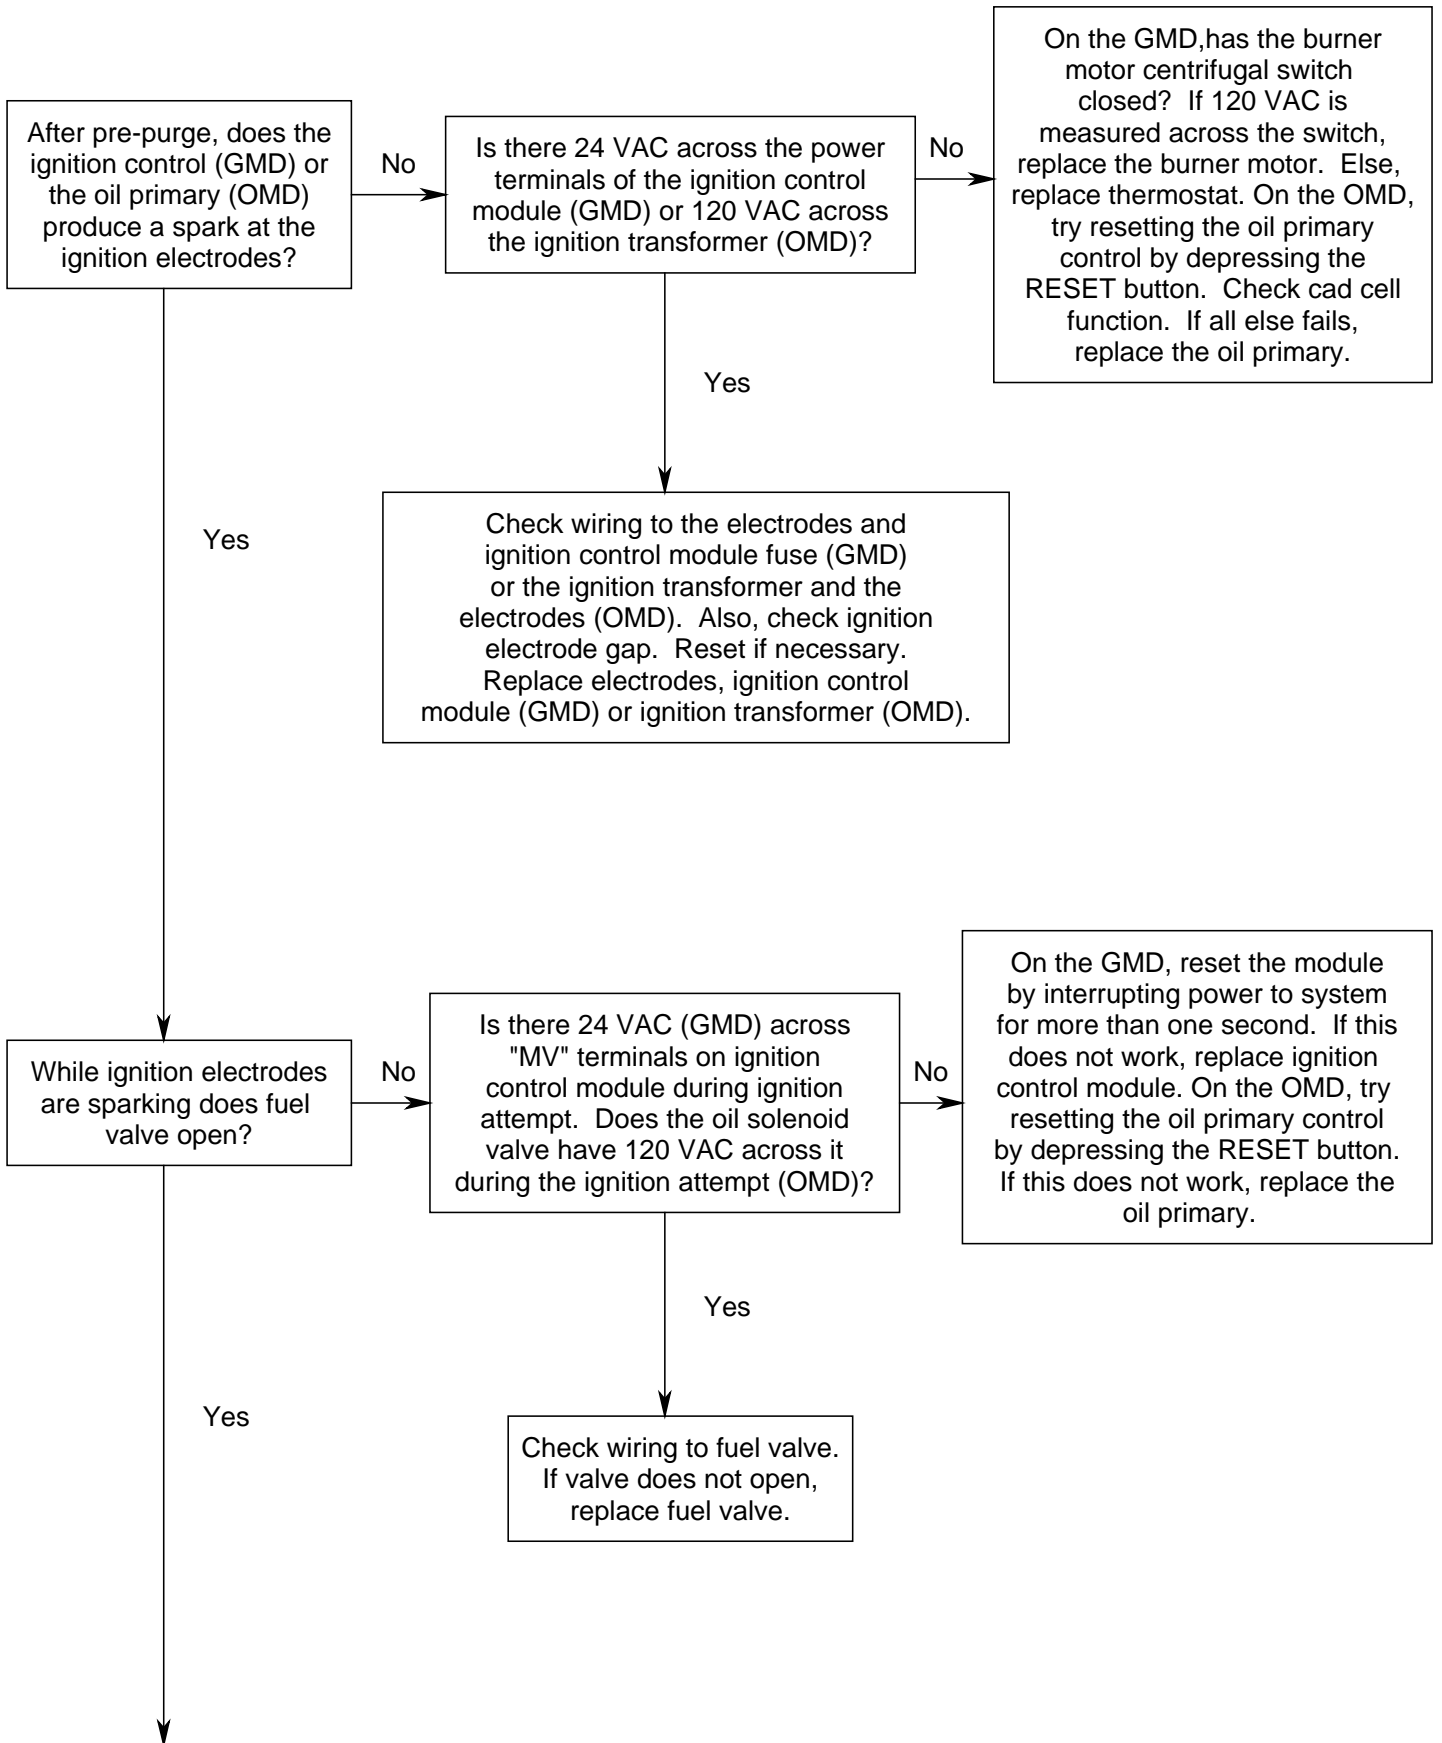 After pre-purge, does the
ignition control (GMD) or
the oil primary (OMD)
produce a spark at the
ignition electrodes?
No
Is there 24 VAC across the power
terminals of the ignition control
module (GMD) or 120 VAC across
the ignition transformer (OMD)?
No
On the GMD,has the burner
motor centrifugal switch
closed?  If 120 VAC is
measured across the switch,
replace the burner motor.  Else,
replace thermostat. On the OMD,
try resetting the oil primary
control by depressing the
RESET button.  Check cad cell
function.  If all else fails,
replace the oil primary.
Yes
Check wiring to the electrodes and
ignition control module fuse (GMD)
or the ignition transformer and the
electrodes (OMD).  Also, check ignition
electrode gap.  Reset if necessary.
Replace electrodes, ignition control
module (GMD) or ignition transformer (OMD).
Yes
While ignition electrodes
are sparking does fuel
valve open?
No
Is there 24 VAC (GMD) across
"MV" terminals on ignition
control module during ignition
attempt.  Does the oil solenoid
valve have 120 VAC across it
during the ignition attempt (OMD)?
No
On the GMD, reset the module
by interrupting power to system
for more than one second.  If this
does not work, replace ignition
control module. On the OMD, try
resetting the oil primary control
by depressing the RESET button.
If this does not work, replace the
oil primary.
Yes
Check wiring to fuel valve.
If valve does not open,
replace fuel valve.
Yes